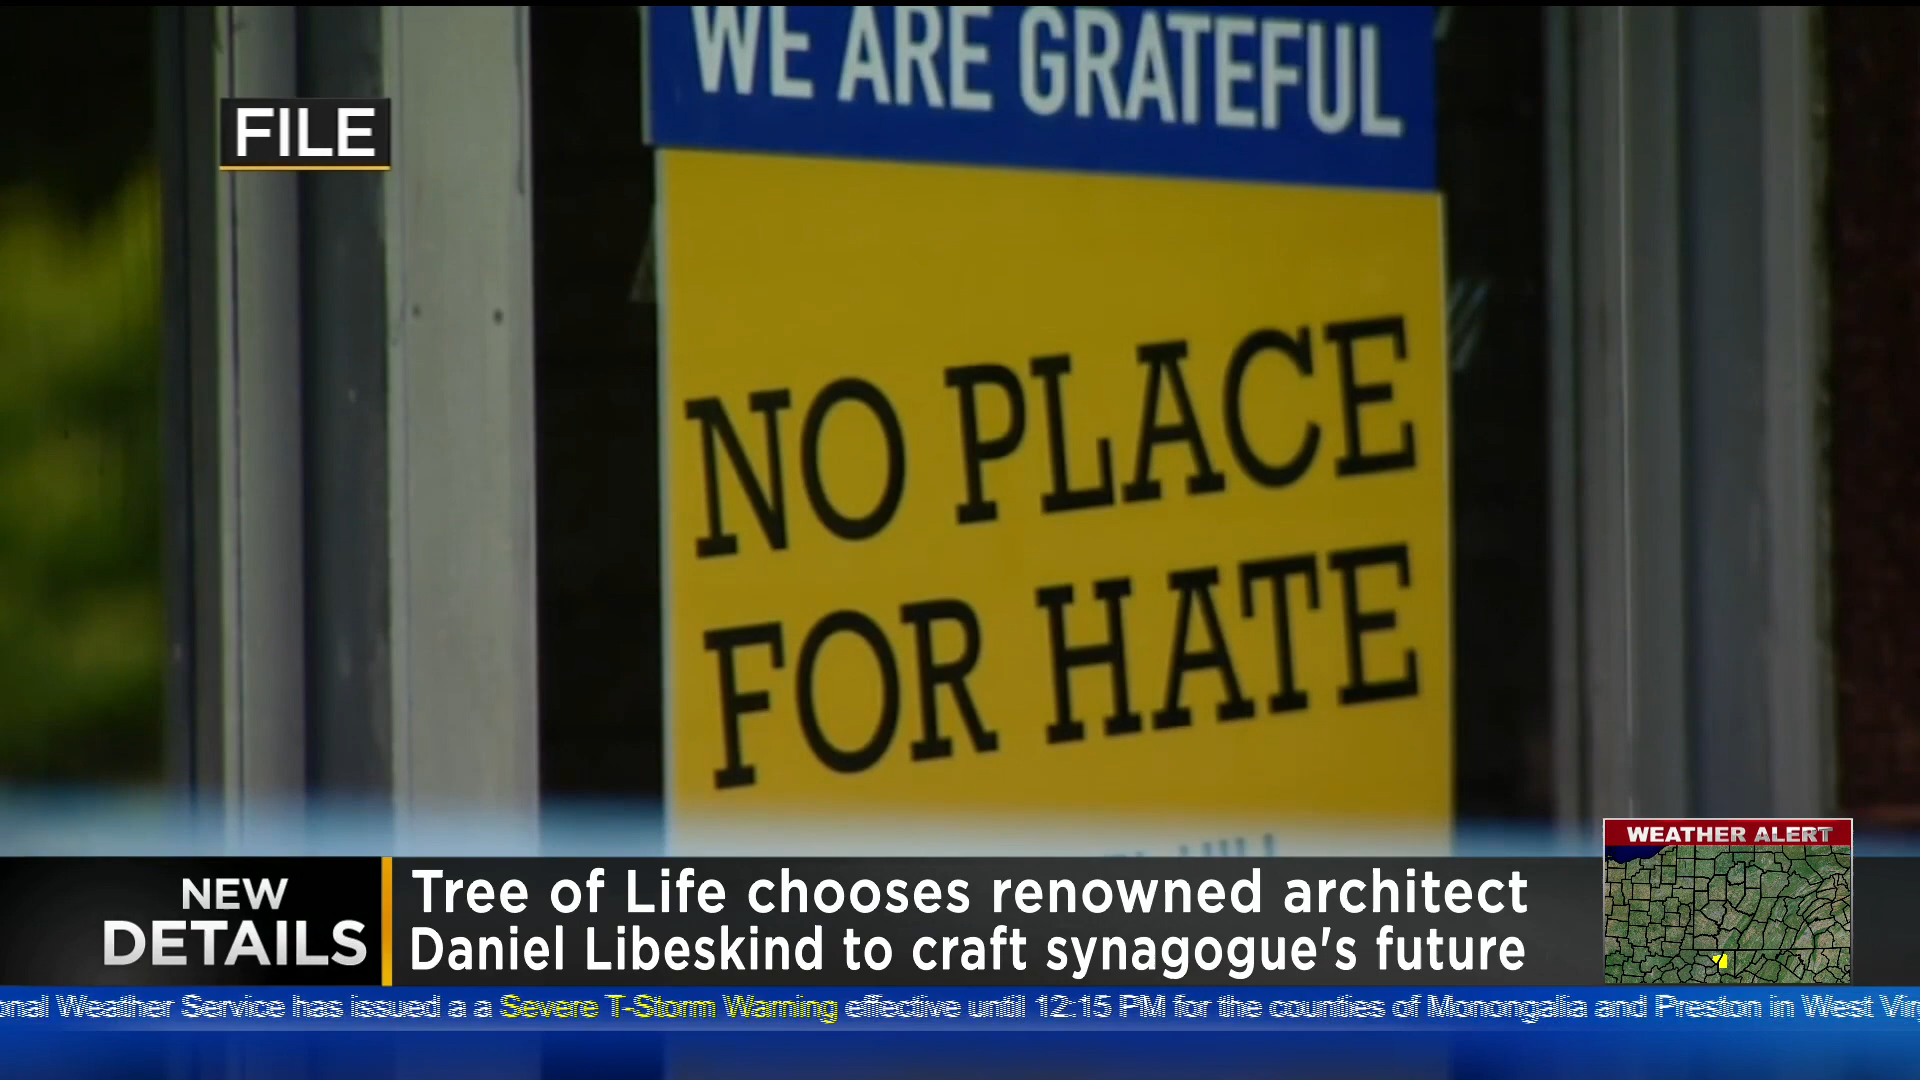 WE ARE GRATEFUL
FILE
NO PLACE
FOR HATE
WEATHER ALERT
NEW
DETAILS
Tree of Life chooses renowned architect
Daniel Libeskind to craft synagogue's future
Weather Service has issued a a Severe T-Storm Warning effective until 12:15 PM for the counties of Monongalia and Preston in West